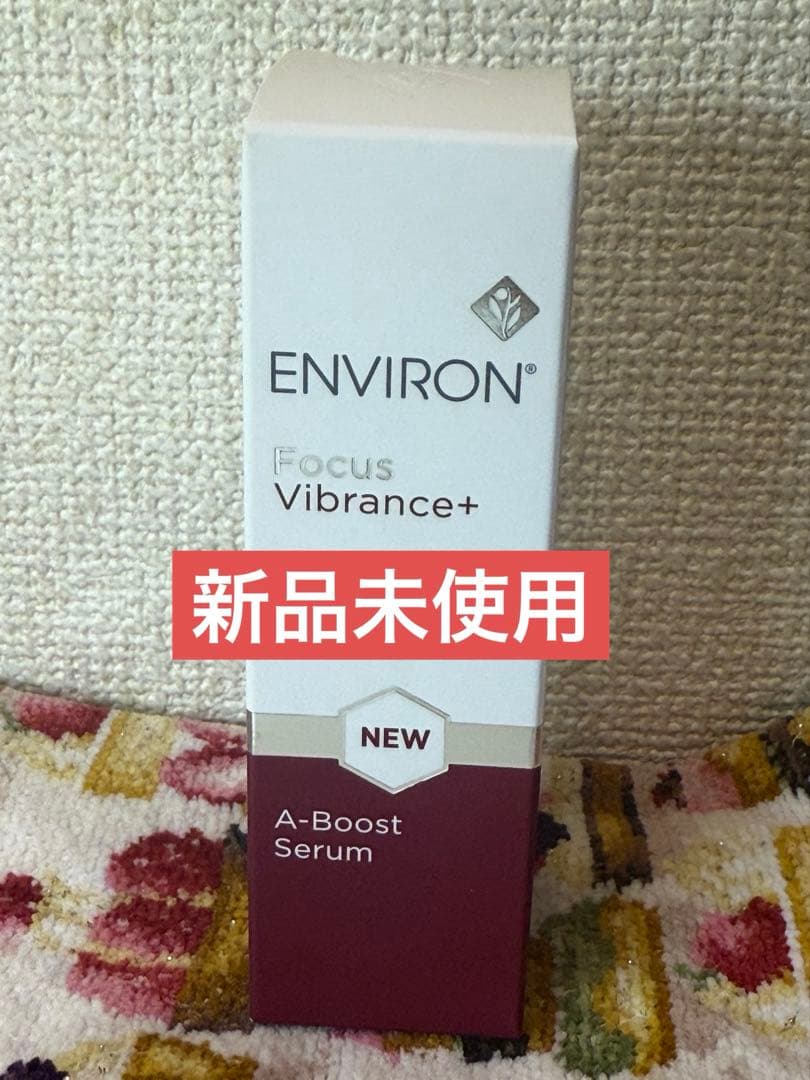 ENVIRON®
Focus
Vibrance+
新品未使用
NEW
A-Boost
Serum